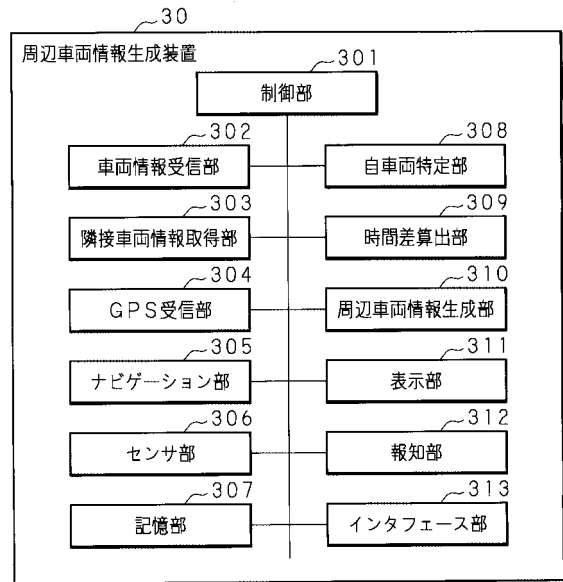 30
周辺車両情報生成装置
301
制御部
302
車両情報受信部
308
自車両特定部
303
隣接車両情報取得部
309
時間差算出部
304
GPS受信部
310
周辺車両情報生成部
305
ナビゲーション部
311
表示部
306
センサ部
312
報知部
307
記憶部
313
インタフェース部